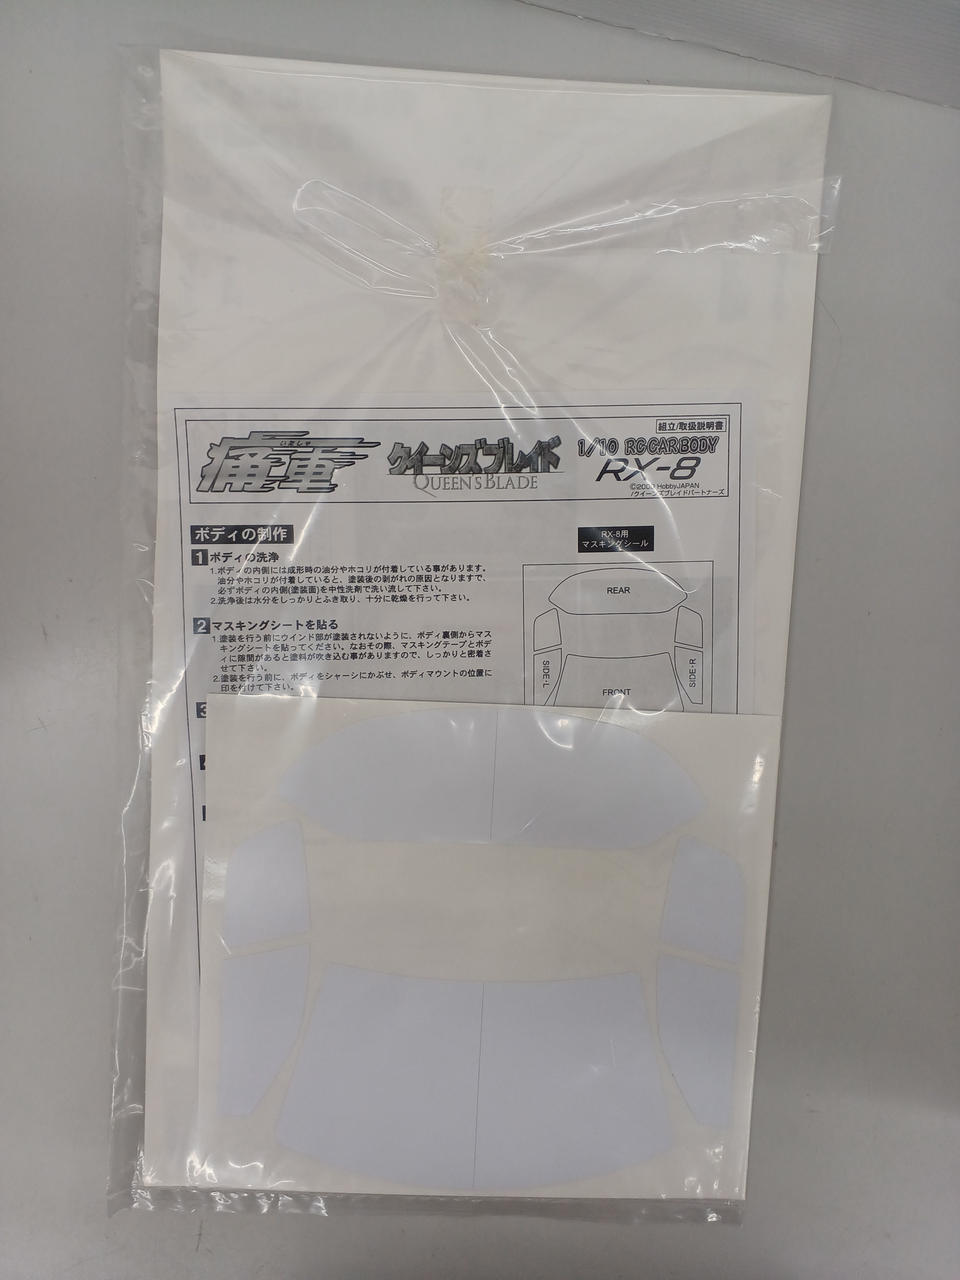 組立/取扱説明書
いたしゃ
痛車
クイーンズブレイド
QUEEN'S BLADE
1/10 RC CAR BODY
RX-8
HobbyJAPAN
/クイーンズブレイドパートナーズ
ボディの制作
1 ボディの洗浄
1.ボディの内側には成形時の油分やホコリが付着している事があります。
油分やホコリが付着していると、塗装後の剥がれの原因となりますで、
必ずボディの内側(塗装面)を中性洗剤で洗い流して下さい。
2.洗浄後は水分をしっかりとふき取り、十分に乾燥を行って下さい。
2 マスキングシートを貼る
1.塗装を行う前にウインド部が塗装されないように、ボディ裏側からマス
キングシートを貼ってください。なおその際、マスキングテープとボデ
ィに隙間があると塗料が吹き込む事がありますので、しっかりと密着さ
せて下さい。
2.塗装を行う前に、ボディをシャーシにかぶせ、ボディマウントの位置に
印を付けて下さい。
3
RX-8用
マスキングシール
REAR
SIDE-L
SIDE-R
FRONT